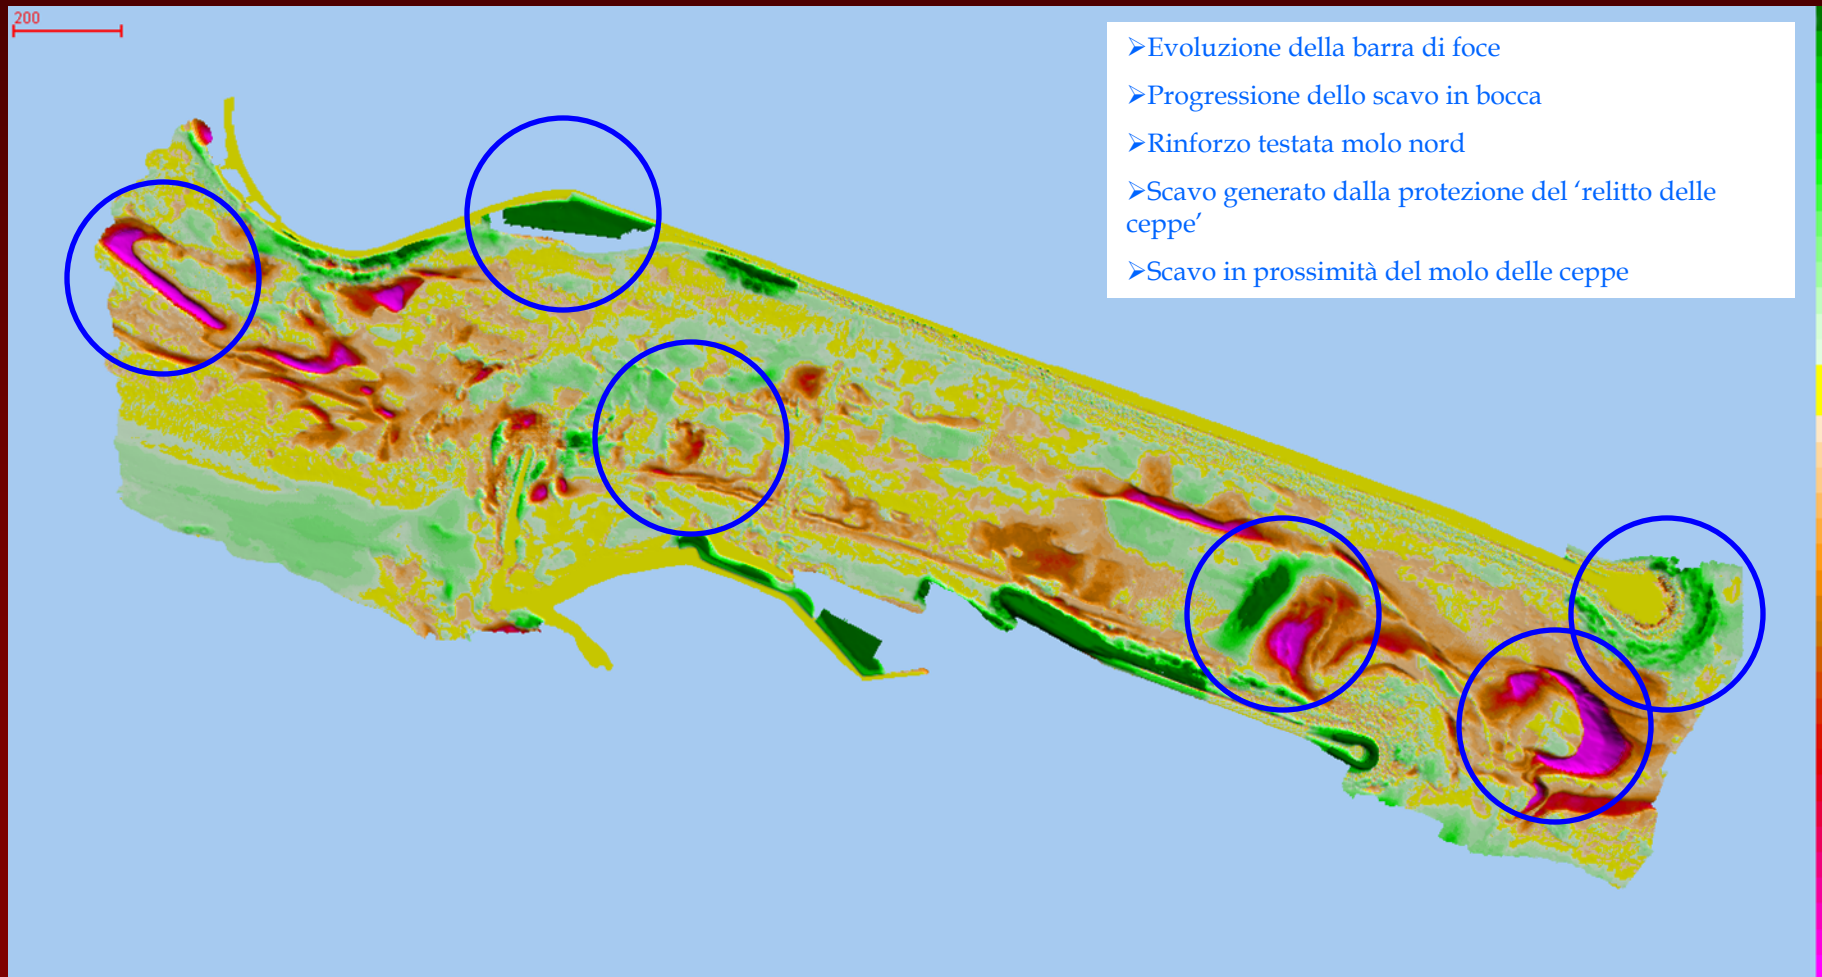 200
➢Evoluzione della barra di foce
➢Progressione dello scavo in bocca
➢Rinforzo testata molo nord
➢Scavo generato dalla protezione del ‘relitto delle
ceppe’
➢Scavo in prossimità del molo delle ceppe